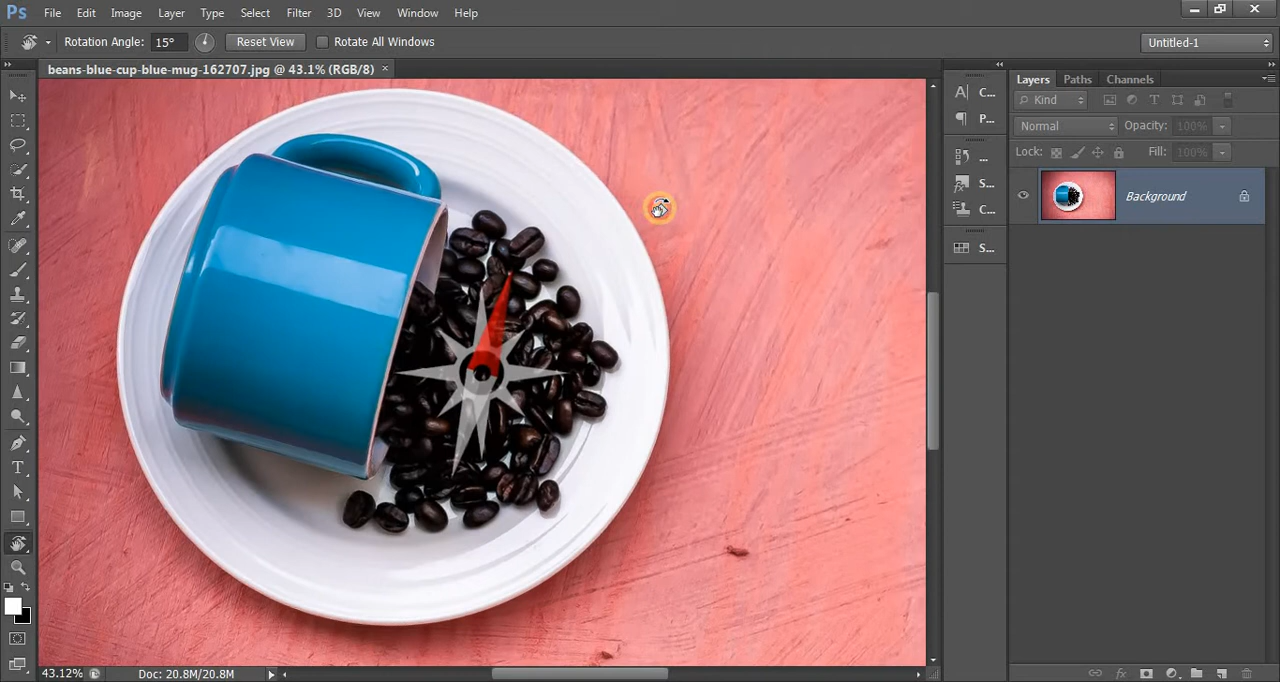 Ps File Edit Image Layer Type Select Filter 3D View Window Help
Rotation Angle: 15° Reset View Rotate All Windows Untitled-1
beans-blue-cup-blue-mug-162707.jpg @ 43.1% (RGB/8) ×
A| C...
¶ P...
...
S...
C...
S...
Layers Paths Channels
Kind
Normal Opacity: 100%
Lock: Fill: 100%
Background
T
43.12% Doc: 20.8M/20.8M